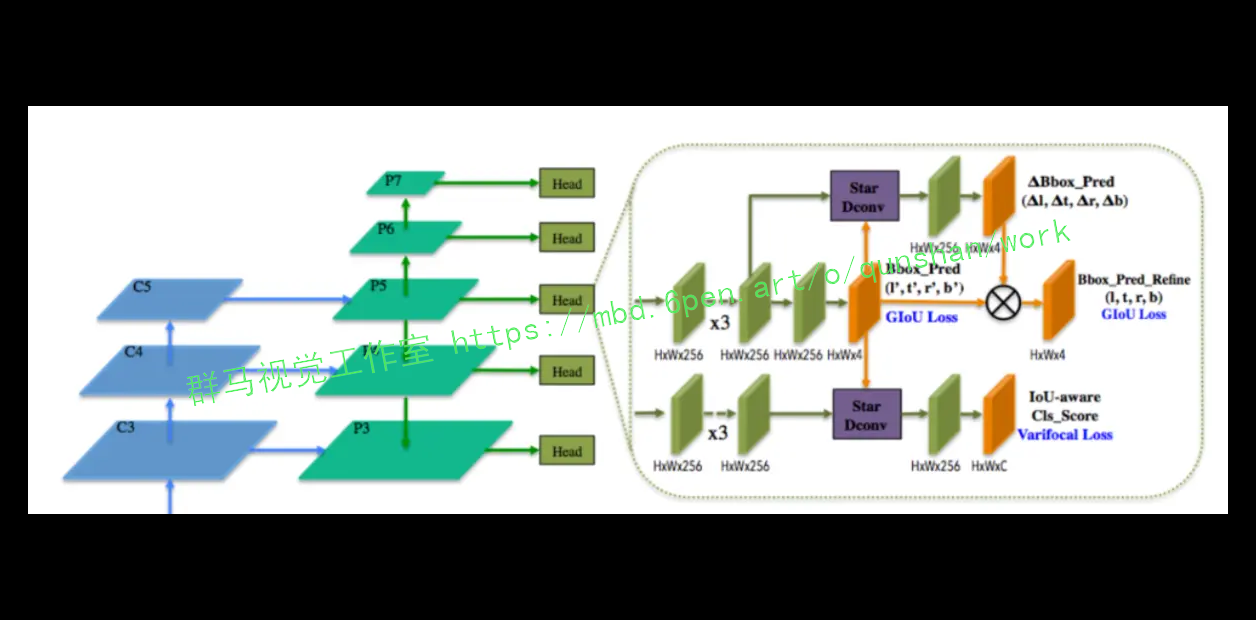 P7
Head
P6
Head
C5
P5
Head
C4
Head
C3
P3
Head
Star
Dconv
HxWx256
HxWx4
ΔBbox_Pred
(Δl, Δt, Δr, Δb)
Bbox_Pred
(l', t', r', b')
GIoU Loss
x3
HxWx256
HxWx256
HxWx256
HxWx4
Bbox_Pred_Refine
(l, t, r, b)
GIoU Loss
HxWx4
x3
HxWx256
HxWx256
Star
Dconv
HxWx256
HxWxC
IoU-aware
Cls_Score
Varifocal Loss
群马视觉工作室 https://mbd.6pen.art/o/qunshan/work